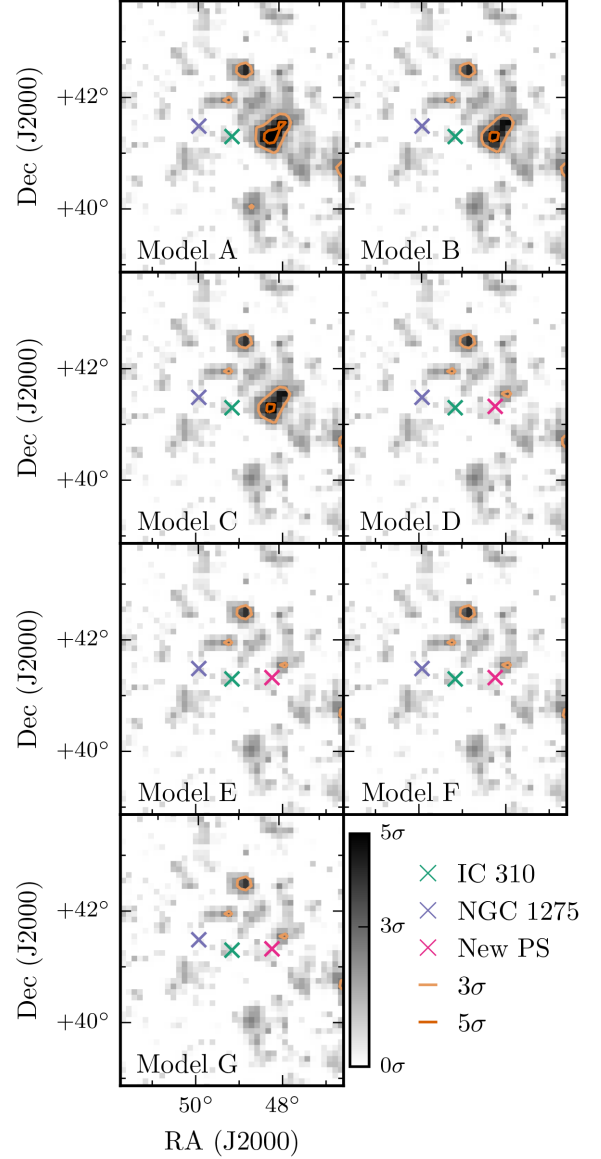 Dec (J2000)
+42°
+40°
Model A
Model B
Dec (J2000)
+42°
+40°
Model C
Model D
Dec (J2000)
+42°
+40°
Model E
Model F
Dec (J2000)
+42°
+40°
Model G
50°
48°
RA (J2000)
5σ
3σ
0σ
IC 310
NGC 1275
New PS
3σ
5σ